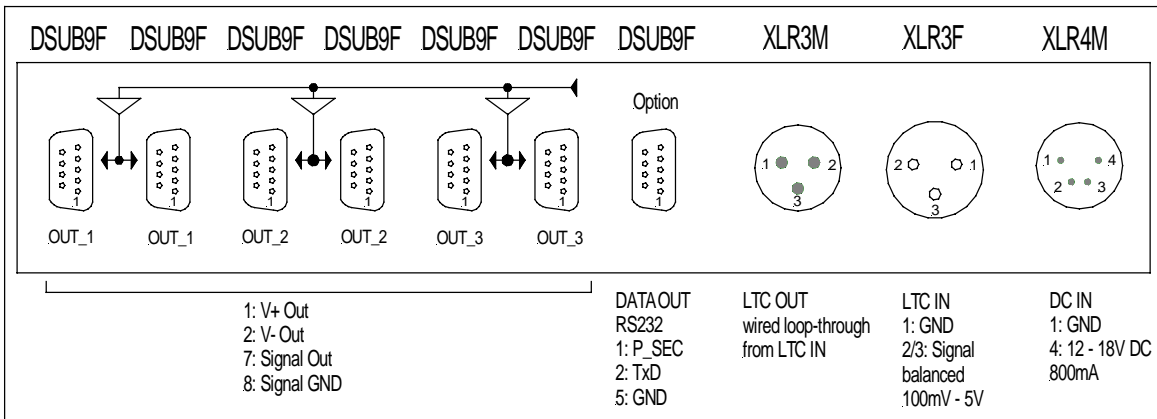 DSUB9F DSUB9F DSUB9F DSUB9F DSUB9F DSUB9F DSUB9F XLR3M XLR3F XLR4M
Option
1 2 2 1 1 4
2 3
3 3
1 1 1 1 1 1 1
OUT_1 OUT_1 OUT_2 OUT_2 OUT_3 OUT_3
1: V+ Out
2: V- Out
7: Signal Out
8: Signal GND
DATA OUT
RS232
1: P_SEC
2: TxD
5: GND
LTC OUT
wired loop-through
from LTC IN
LTC IN
1: GND
2/3: Signal
balanced
100mV - 5V
DC IN
1: GND
4: 12 - 18V DC
800mA